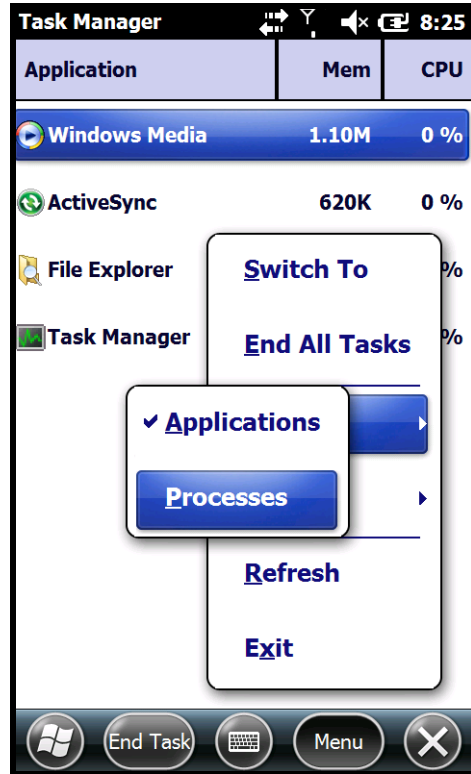 Task Manager 8:25
Application Mem CPU
Windows Media 1.10M 0 %
ActiveSync 620K 0 %
File Explorer %
Task Manager %
Switch To
End All Tasks
Applications
Processes
Refresh
Exit
End Task Menu